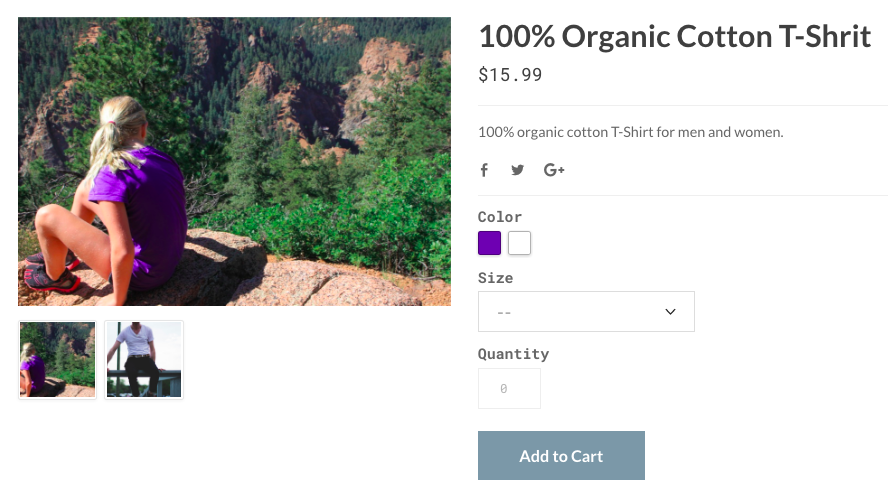 100% Organic Cotton T-Shrit
$15.99
100% organic cotton T-Shirt for men and women.
Color
Size
--
Quantity
0
Add to Cart